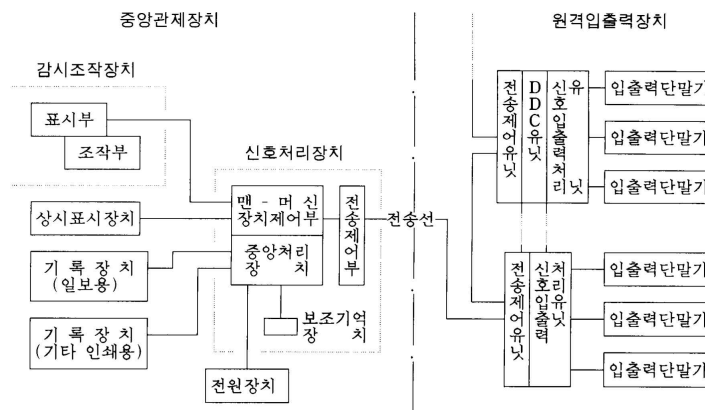 중앙관제장치
원격입출력장치
감시조작장치
표시부
조작부
신호처리장치
맨 - 머신
장치제어부
중앙처리
장 치
전송제어부
전송선
상시표시장치
기 록 장 치
(일보용)
기 록 장 치
(기타 인쇄용)
보조기억
장 치
전원장치
전송제어유닛
DDC유닛
신호입출력처리
유닛
입출력단말기
입출력단말기
입출력단말기
전송제어유닛
신호입출력
처리유닛
입출력단말기
입출력단말기
입출력단말기